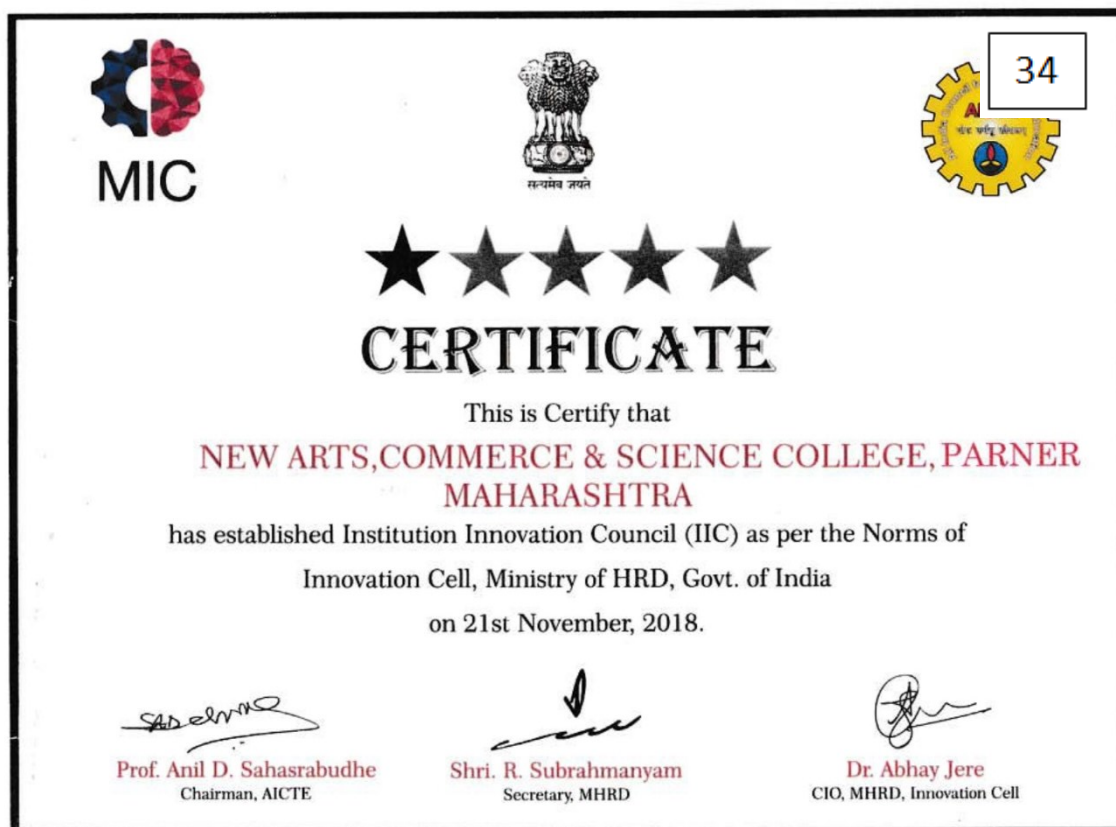 34
MIC
सत्यमेव जयते
CERTIFICATE
This is Certify that
NEW ARTS,COMMERCE & SCIENCE COLLEGE, PARNER
MAHARASHTRA
has established Institution Innovation Council (IIC) as per the Norms of
Innovation Cell, Ministry of HRD, Govt. of India
on 21st November, 2018.
Prof. Anil D. Sahasrabudhe
Chairman, AICTE
Shri. R. Subrahmanyam
Secretary, MHRD
Dr. Abhay Jere
CIO, MHRD, Innovation Cell